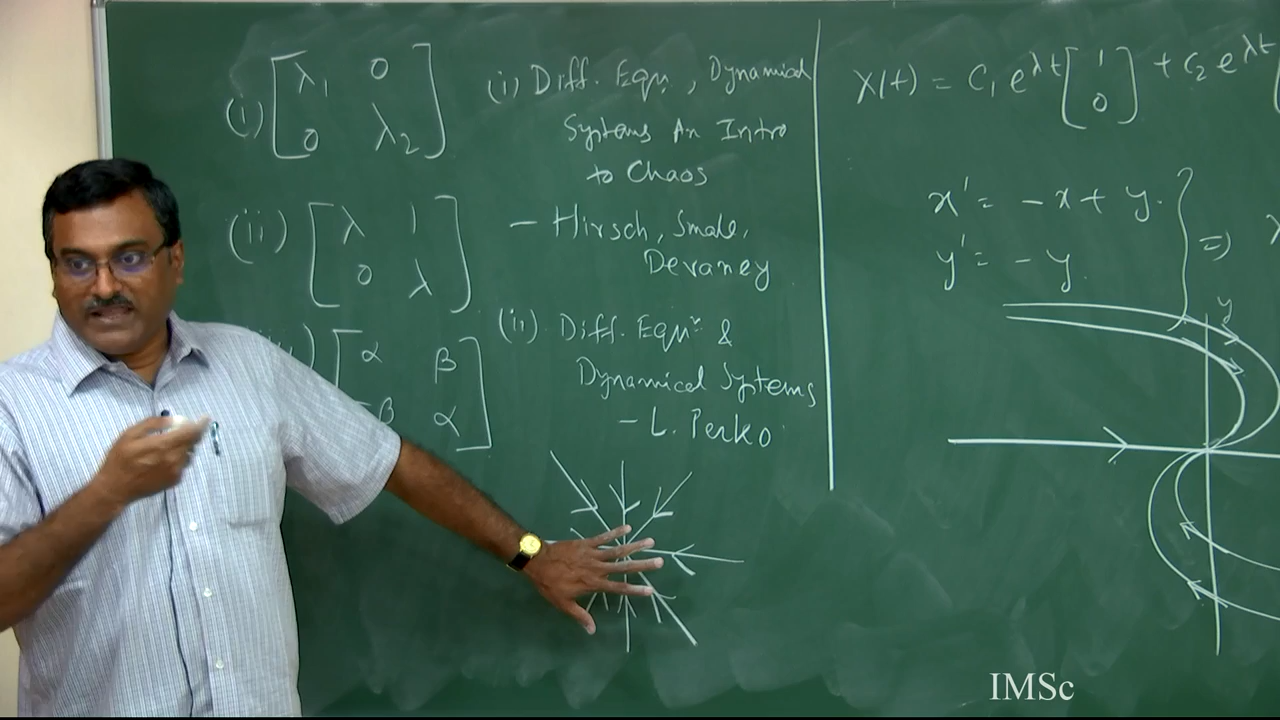 (i) [ λ₁ 0
0 λ₂ ]
(ii) [ λ 1
0 λ ]
) [ α β
-β α ]
(i) Diff. Eqn., Dynamical
Systems An Intro
to Chaos
- Hirsch, Smale,
Devaney
(ii) Diff. Eqnˢ &
Dynamical Systems
- L. Perko
X(t) = C₁ e^λt [ 1
0 ] + C₂ e^λt [
x' = - x + y.
y' = - y. } =)
y
IMSc